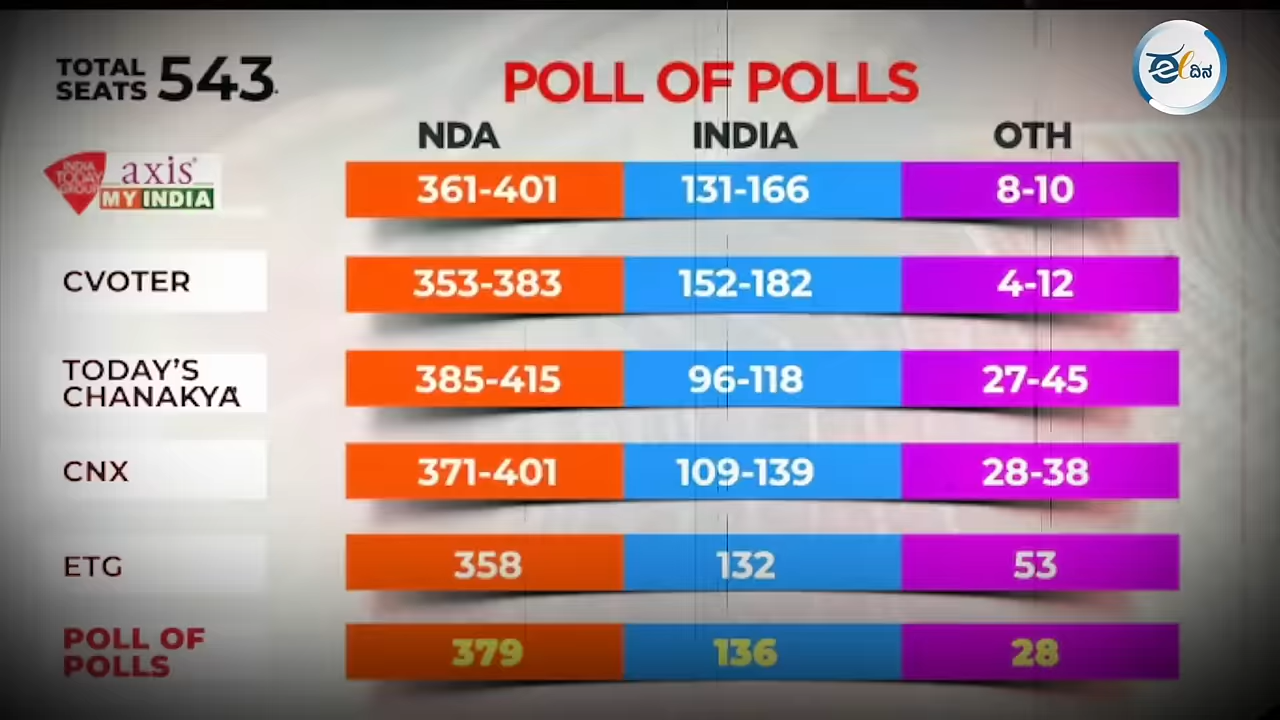 TOTAL
SEATS 543
POLL OF POLLS
ದಿನ
NDA INDIA OTH
INDIA
TODAY
GROUP
axis
MY INDIA
361-401 131-166 8-10
CVOTER 353-383 152-182 4-12
TODAY'S
CHANAKYA 385-415 96-118 27-45
CNX 371-401 109-139 28-38
ETG 358 132 53
POLL OF
POLLS 379 136 28